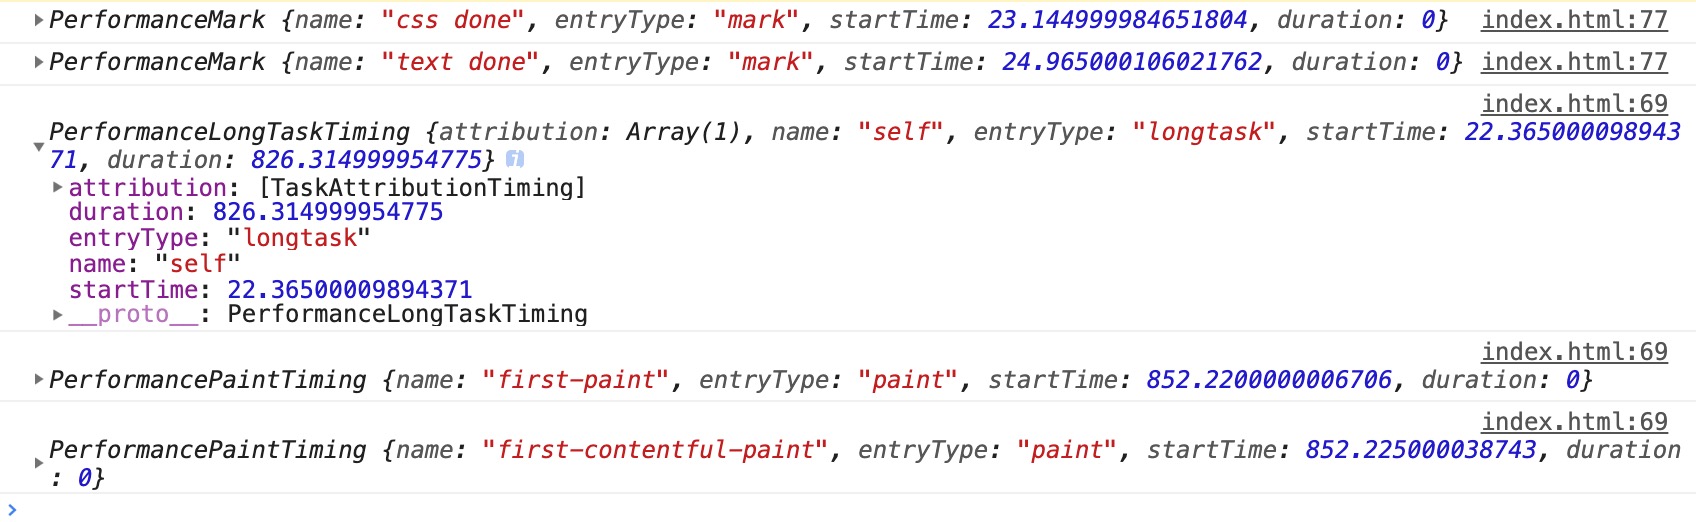 PerformanceMark {name: "css done", entryType: "mark", startTime: 23.144999984651804, duration: 0} index.html:77
PerformanceMark {name: "text done", entryType: "mark", startTime: 24.965000106021762, duration: 0} index.html:77
index.html:69
PerformanceLongTaskTiming {attribution: Array(1), name: "self", entryType: "longtask", startTime: 22.365000098943
71, duration: 826.314999954775} i
attribution: [TaskAttributionTiming]
duration: 826.314999954775
entryType: "longtask"
name: "self"
startTime: 22.36500009894371
__proto__: PerformanceLongTaskTiming
index.html:69
PerformancePaintTiming {name: "first-paint", entryType: "paint", startTime: 852.2200000006706, duration: 0}
index.html:69
PerformancePaintTiming {name: "first-contentful-paint", entryType: "paint", startTime: 852.225000038743, duration
: 0}